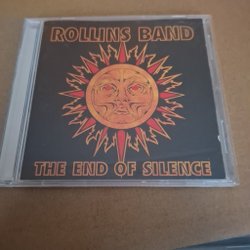 ROLLINS BAND
THE END OF SILENCE